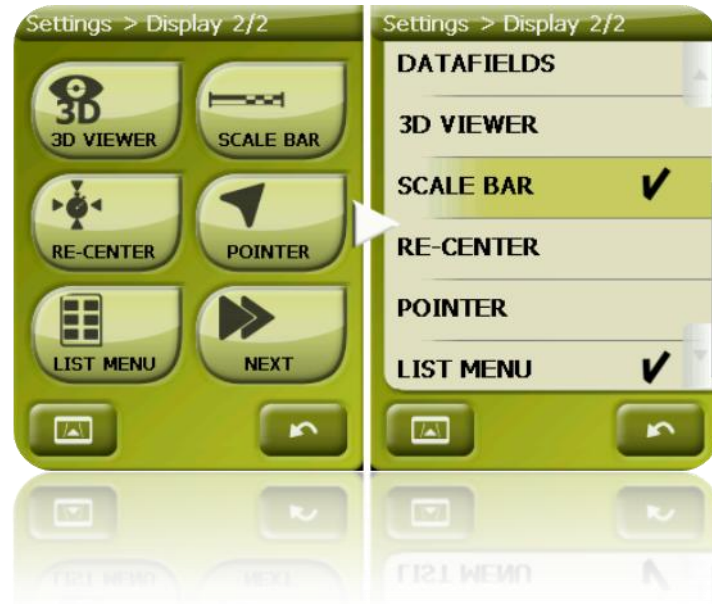 Settings > Display 2/2
3D
3D VIEWER
SCALE BAR
RE-CENTER
POINTER
LIST MENU
NEXT
Settings > Display 2/2
DATAFIELDS
3D VIEWER
SCALE BAR
RE-CENTER
POINTER
LIST MENU